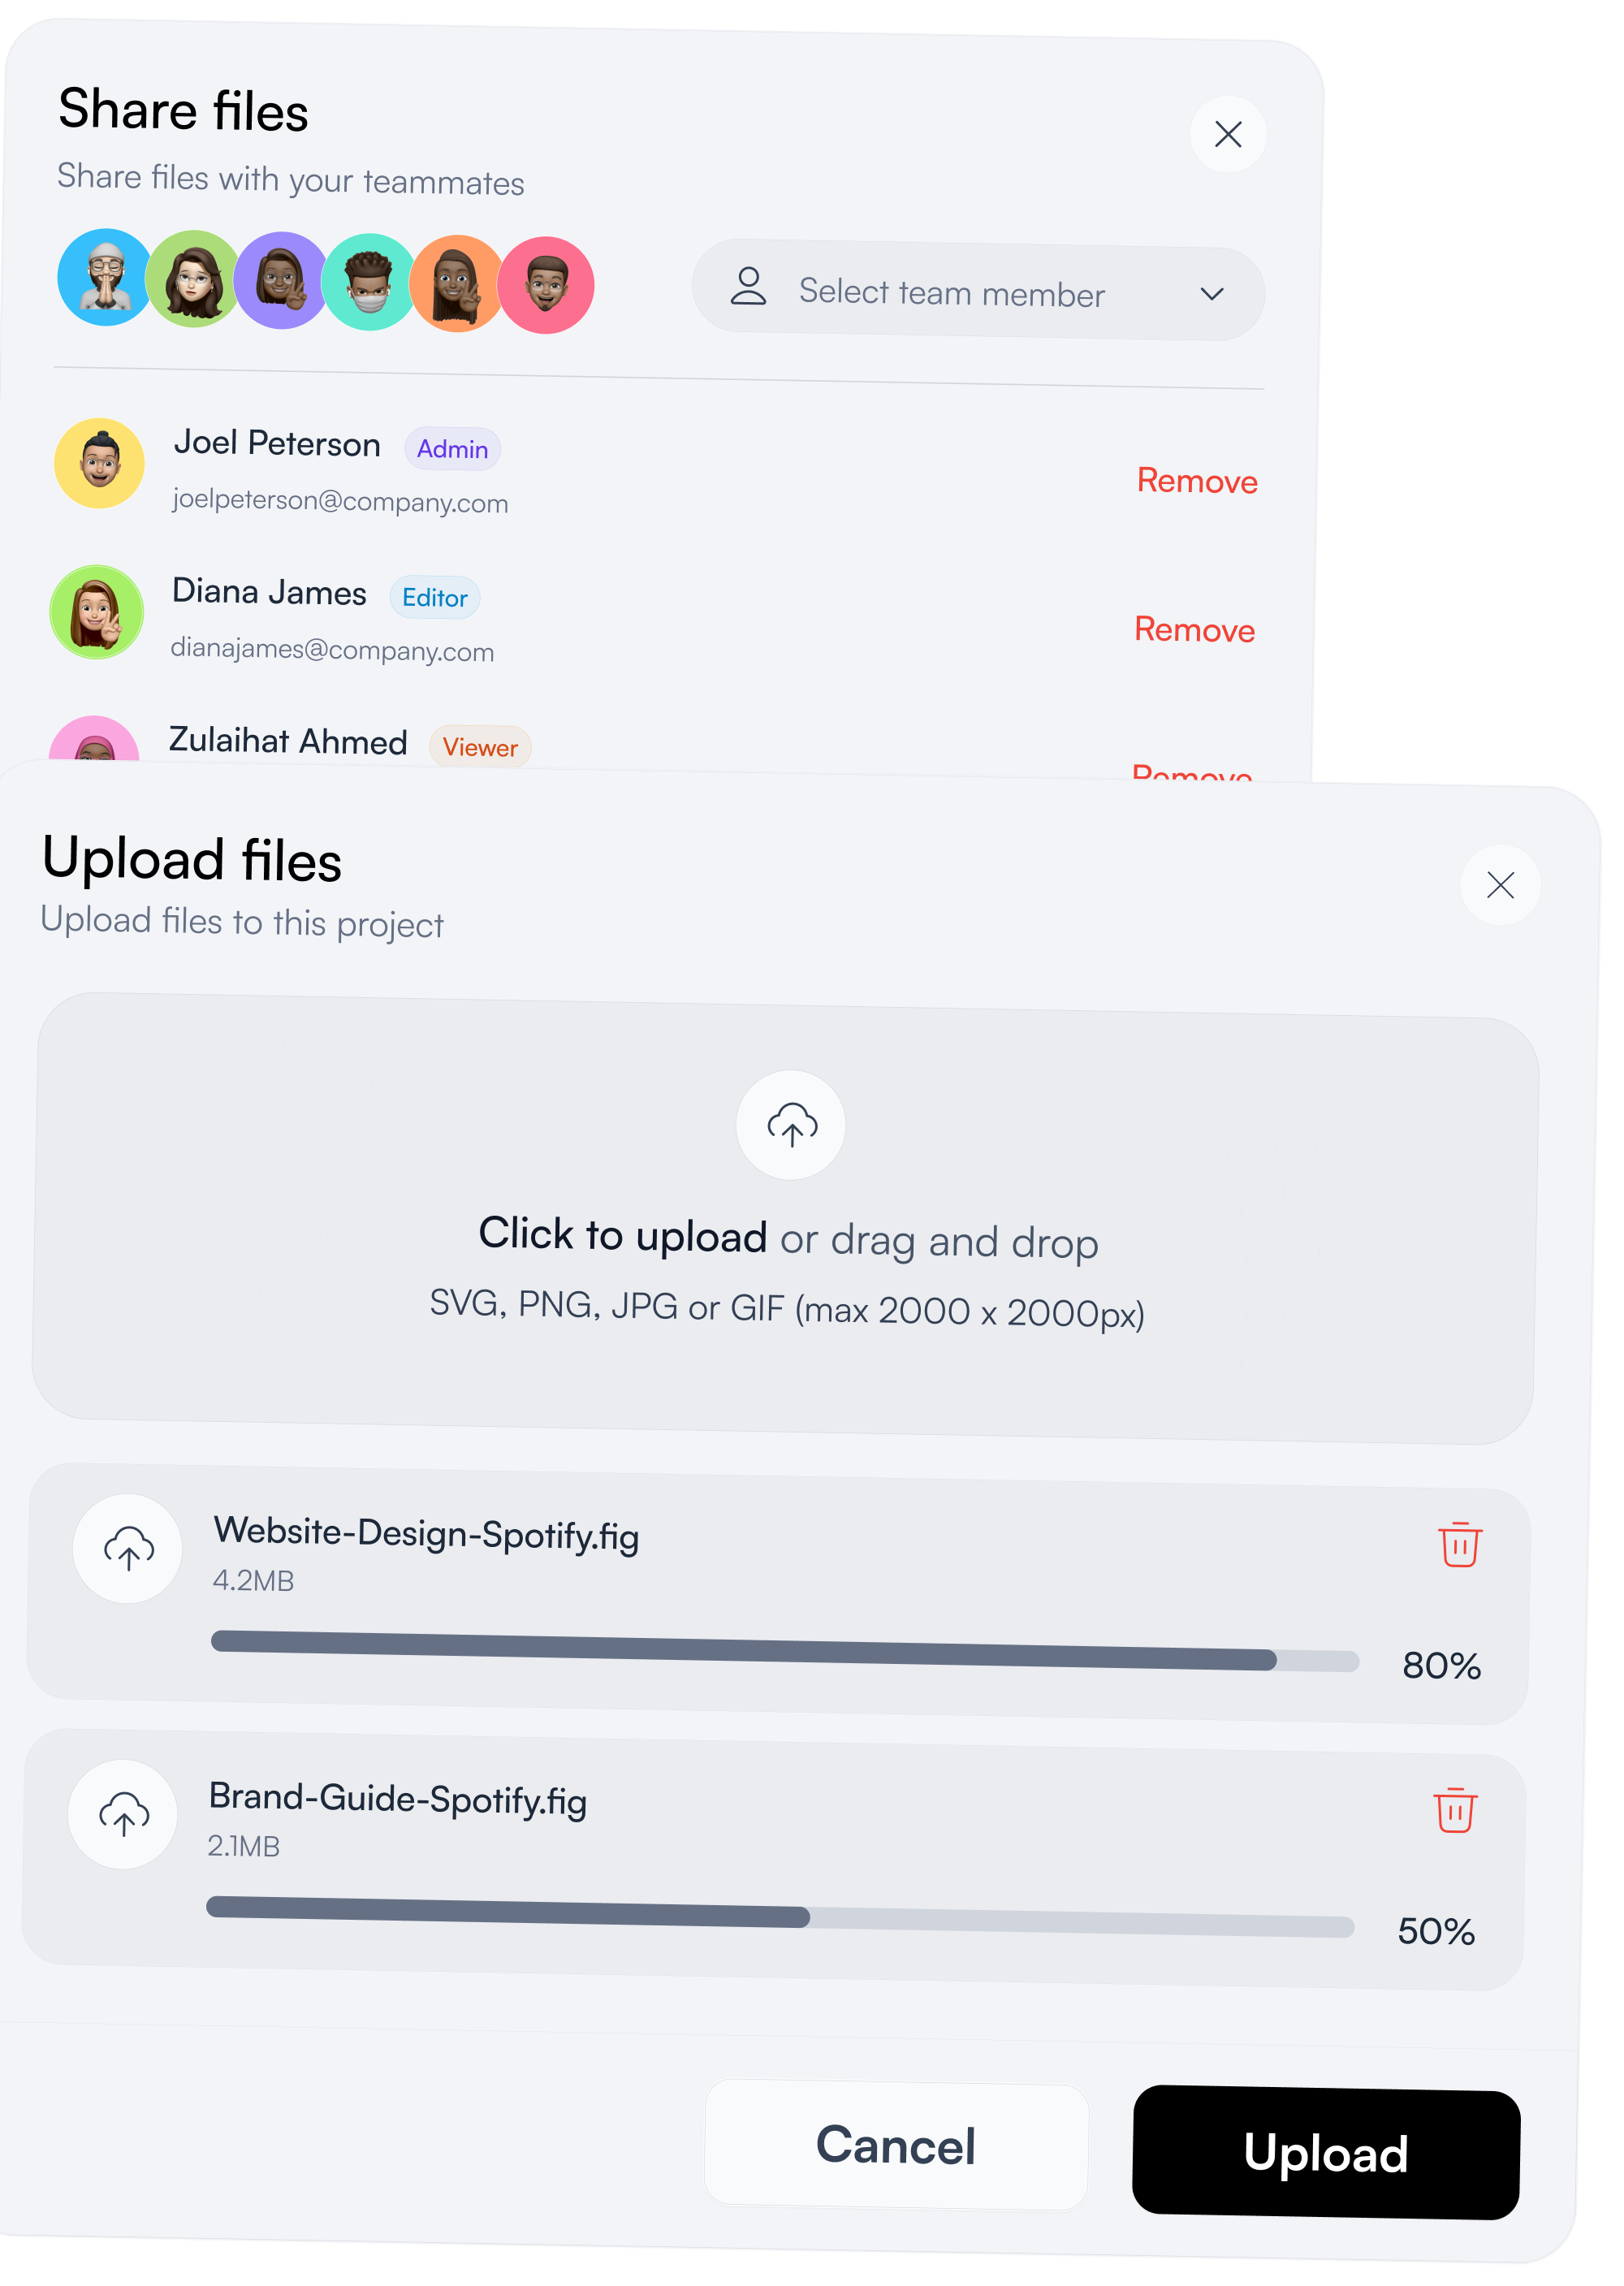 Share files
Share files with your teammates
Select team member
Joel Peterson Admin
joelpeterson@company.com
Remove
Diana James Editor
dianajames@company.com
Remove
Zulaihat Ahmed Viewer
Remove
Upload files
Upload files to this project
Click to upload or drag and drop
SVG, PNG, JPG or GIF (max 2000 x 2000px)
Website-Design-Spotify.fig
4.2MB
80%
Brand-Guide-Spotify.fig
2.1MB
50%
Cancel
Upload